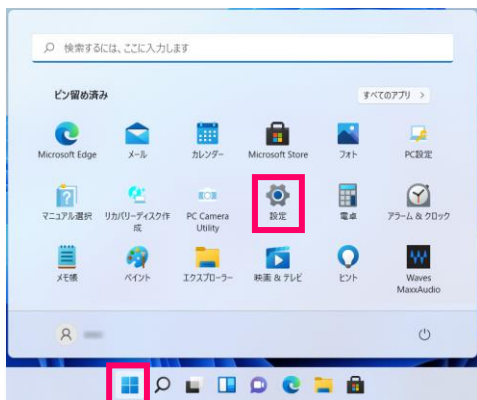 検索するには、ここに入力します
ピン留め済み
すべてのアプリ >
Microsoft Edge
メール
カレンダー
Microsoft Store
フォト
PC設定
マニュアル選択
リカバリーディスク作
成
PC Camera
Utility
設定
電卓
アラーム & クロック
メモ帳
ペイント
エクスプローラー
映画 & テレビ
ヒント
Waves
MaxxAudio